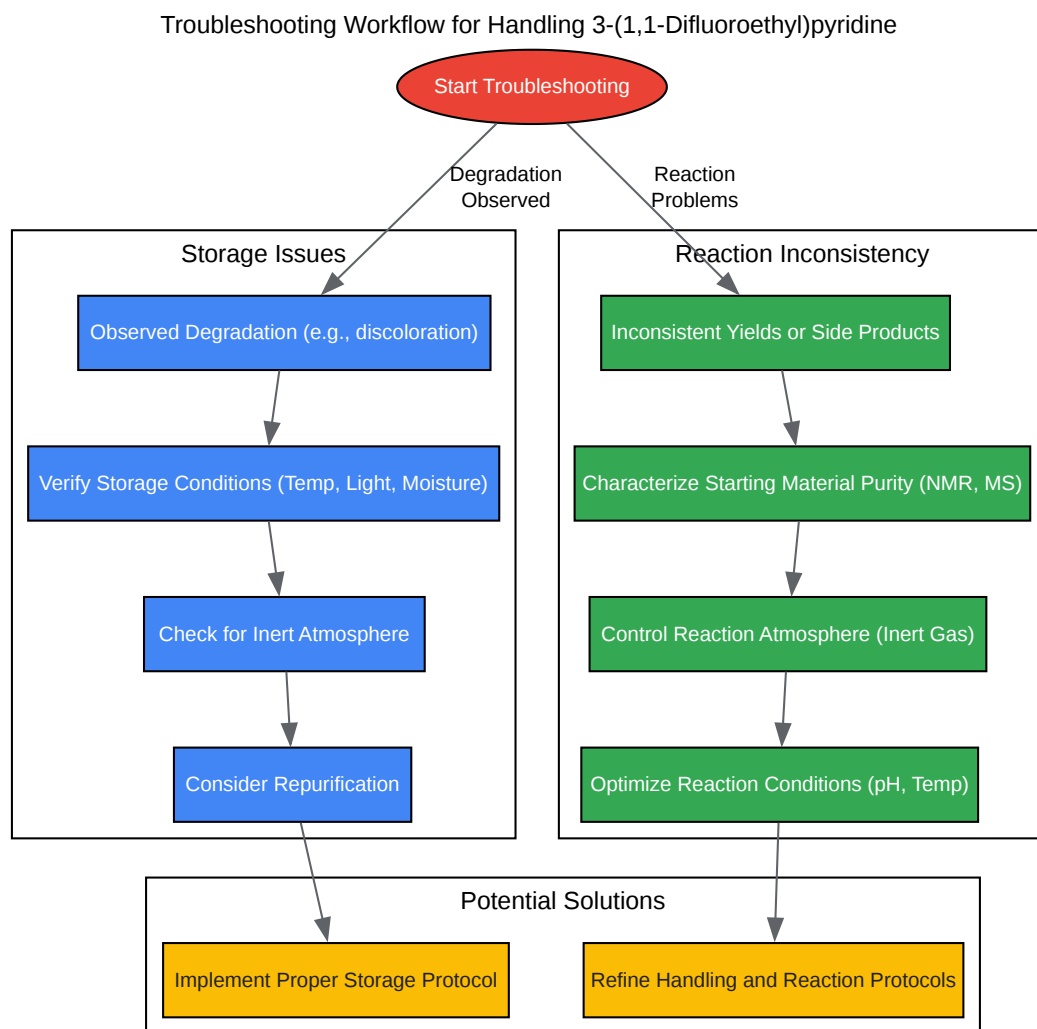 Troubleshooting Workflow for Handling 3-(1,1-Difluoroethyl)pyridine
Start Troubleshooting
Degradation
Observed
Reaction
Problems
Storage Issues
Observed Degradation (e.g., discoloration)
Verify Storage Conditions (Temp, Light, Moisture)
Check for Inert Atmosphere
Consider Repurification
Reaction Inconsistency
Inconsistent Yields or Side Products
Characterize Starting Material Purity (NMR, MS)
Control Reaction Atmosphere (Inert Gas)
Optimize Reaction Conditions (pH, Temp)
Potential Solutions
Implement Proper Storage Protocol
Refine Handling and Reaction Protocols